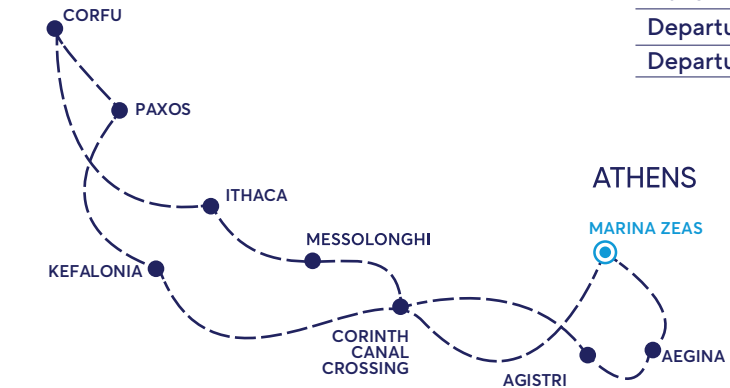 CORFU
Departu
Departu
PAXOS
ATHENS
ITHACA
MARINA ZEAS
MESSOLONGHI
KEFALONIA
CORINTH
CANAL
CROSSING
AEGINA
AGISTRI